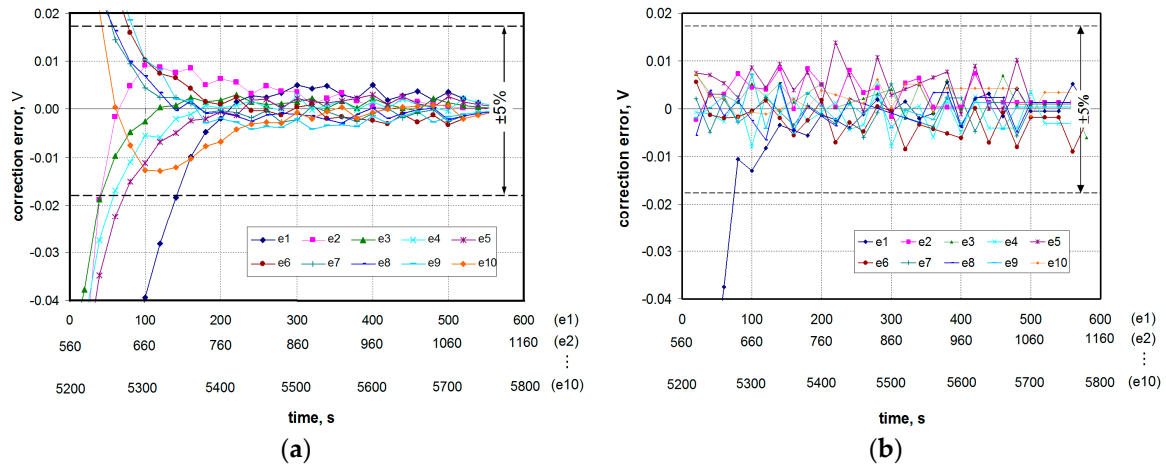 0.02
0.01
0.00
-0.01
-0.02
-0.03
-0.04
correction error, V
±5%
e1 e2 e3 e4 e5
e6 e7 e8 e9 e10
0 100 200 300 400 500 600 (e1)
560 660 760 860 960 1060 1160 (e2)
⋮
5200 5300 5400 5500 5600 5700 5800 (e10)
time, s
(a)
0.02
0.01
0.00
-0.01
-0.02
-0.03
-0.04
correction error, V
±5%
e1 e2 e3 e4 e5
e6 e7 e8 e9 e10
0 100 200 300 400 500 600 (e1)
560 660 760 860 960 1060 1160 (e2)
⋮
5200 5300 5400 5500 5600 5700 5800 (e10)
time, s
(b)